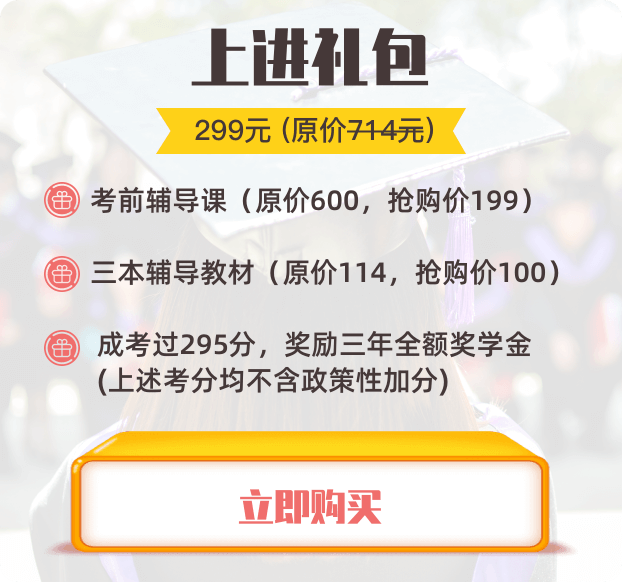 上进礼包
299元 (原价714元)
考前辅导课（原价600，抢购价199）
三本辅导教材（原价114，抢购价100）
成考过295分，奖励三年全额奖学金
(上述考分均不含政策性加分)
立即购买